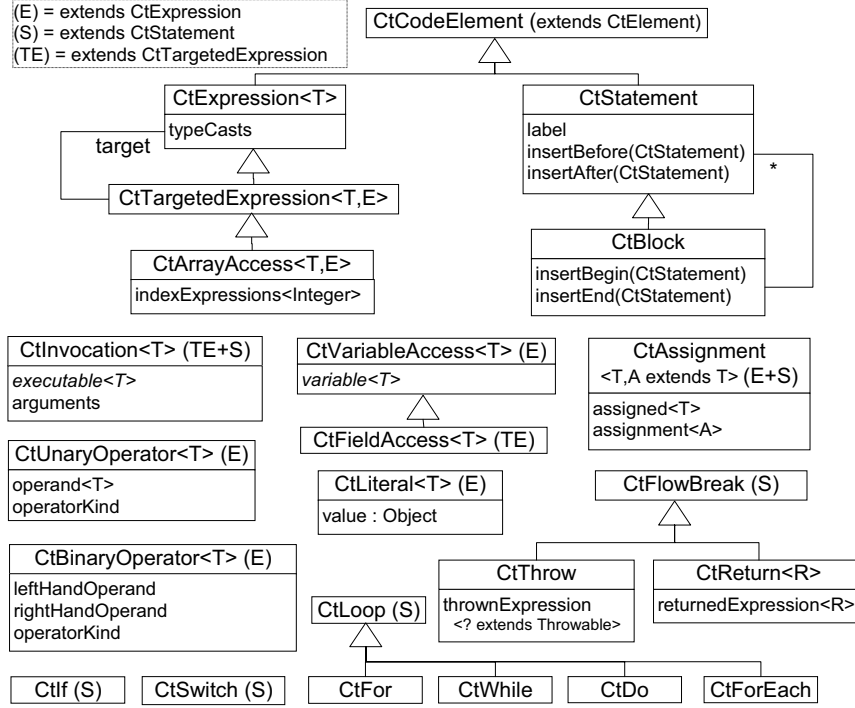 (E) = extends CtExpression
(S) = extends CtStatement
(TE) = extends CtTargetedExpression
CtCodeElement (extends CtElement)
CtExpression<T>
typeCasts
target
CtTargetedExpression<T,E>
CtArrayAccess<T,E>
indexExpressions<Integer>
CtStatement
label
insertBefore(CtStatement)
insertAfter(CtStatement)
*
CtBlock
insertBegin(CtStatement)
insertEnd(CtStatement)
CtInvocation<T> (TE+S)
executable<T>
arguments
CtVariableAccess<T> (E)
variable<T>
CtFieldAccess<T> (TE)
CtAssignment
<T,A extends T> (E+S)
assigned<T>
assignment<A>
CtUnaryOperator<T> (E)
operand<T>
operatorKind
CtLiteral<T> (E)
value : Object
CtFlowBreak (S)
CtBinaryOperator<T> (E)
leftHandOperand
rightHandOperand
operatorKind
CtThrow
thrownExpression
<? extends Throwable>
CtReturn<R>
returnedExpression<R>
CtLoop (S)
CtIf (S)
CtSwitch (S)
CtFor
CtWhile
CtDo
CtForEach